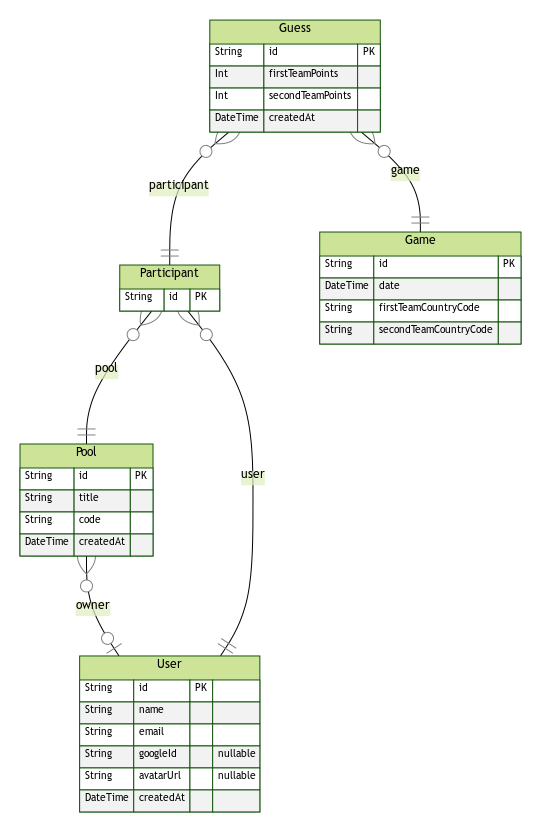 Guess
String id PK
Int firstTeamPoints
Int secondTeamPoints
DateTime createdAt
participant
game
Game
String id PK
DateTime date
String firstTeamCountryCode
String secondTeamCountryCode
Participant
String id PK
pool
user
Pool
String id PK
String title
String code
DateTime createdAt
owner
User
String id PK
String name
String email
String googleId nullable
String avatarUrl nullable
DateTime createdAt